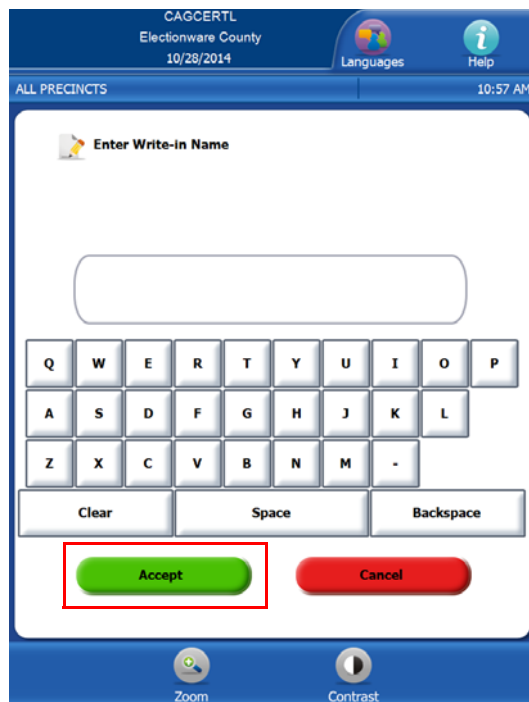 CAGCERTL
Electionware County
10/28/2014
Languages
Help
ALL PRECINCTS
10:57 AM
Enter Write-in Name
Q W E R T Y U I O P
A S D F G H J K L
Z X C V B N M -
Clear Space Backspace
Accept Cancel
Zoom Contrast